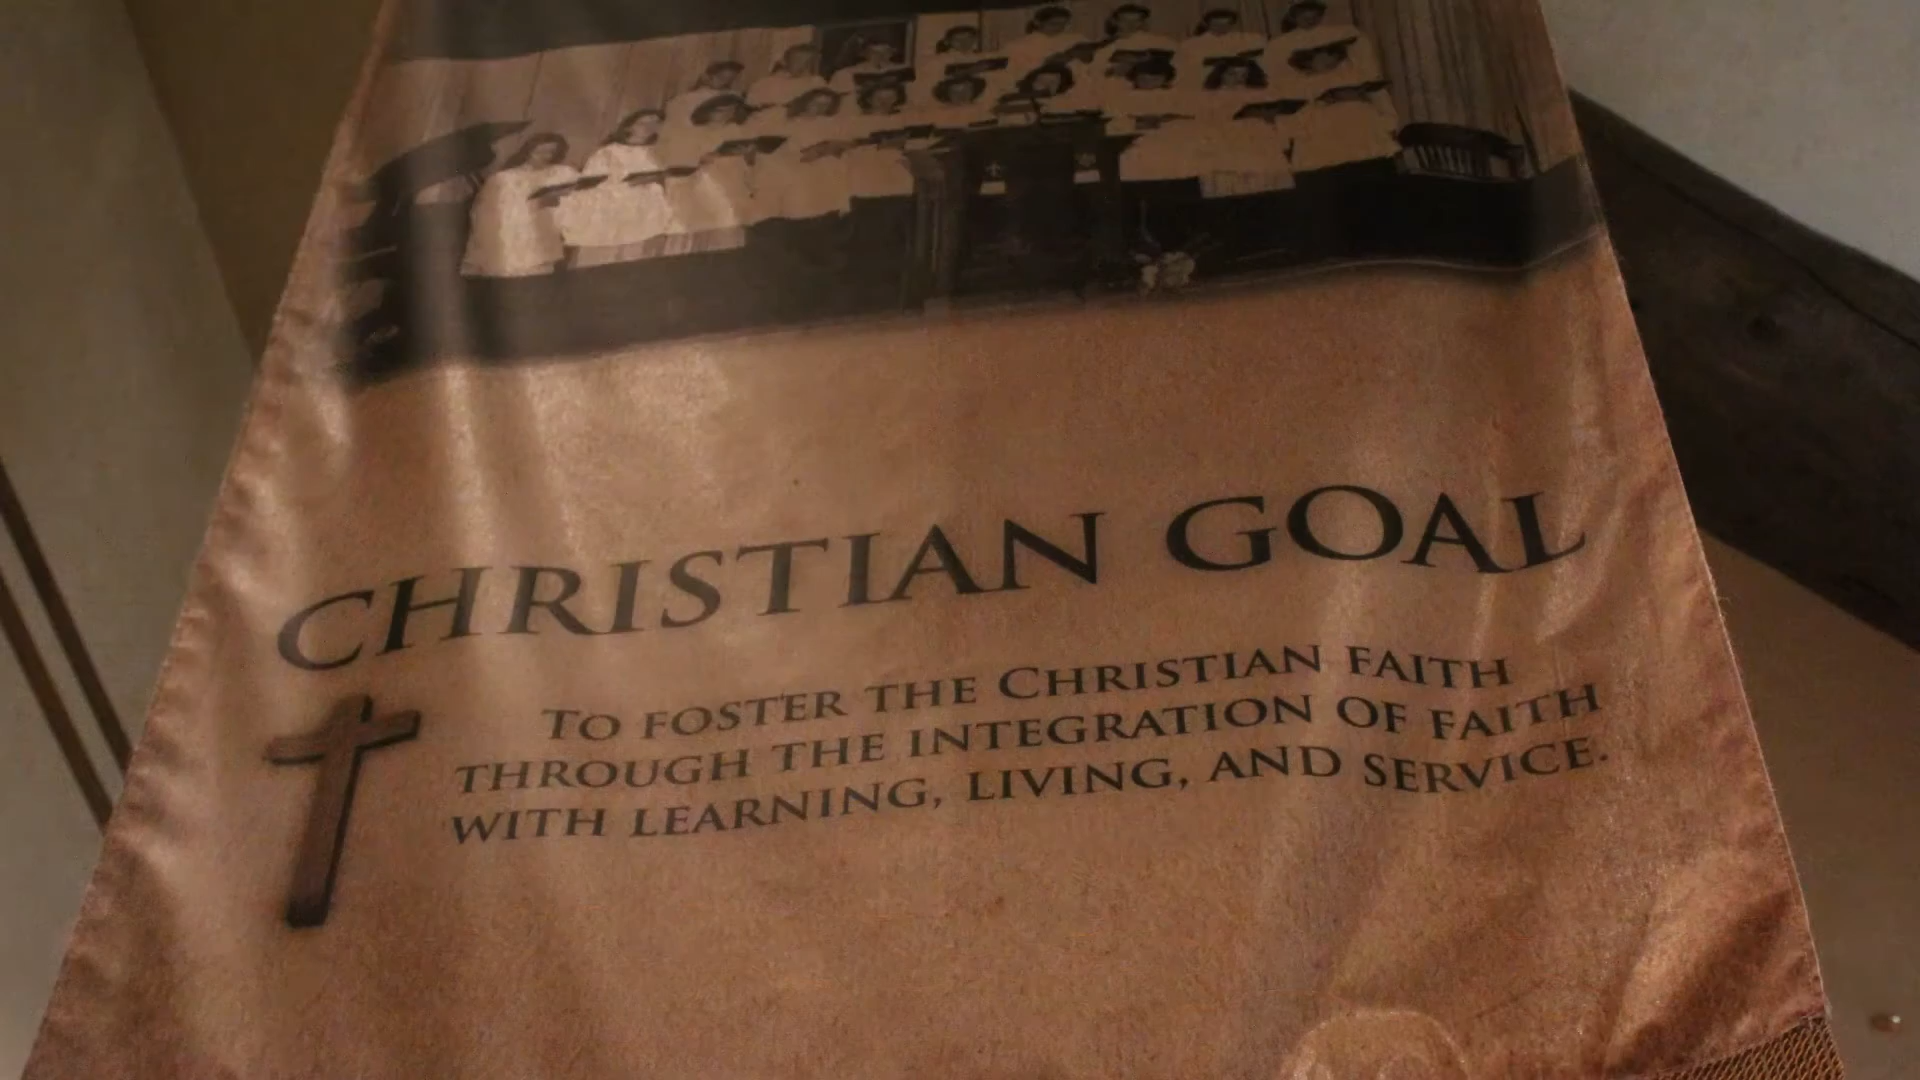 CHRISTIAN GOAL
TO FOSTER THE CHRISTIAN FAITH
THROUGH THE INTEGRATION OF FAITH
WITH LEARNING, LIVING, AND SERVICE.